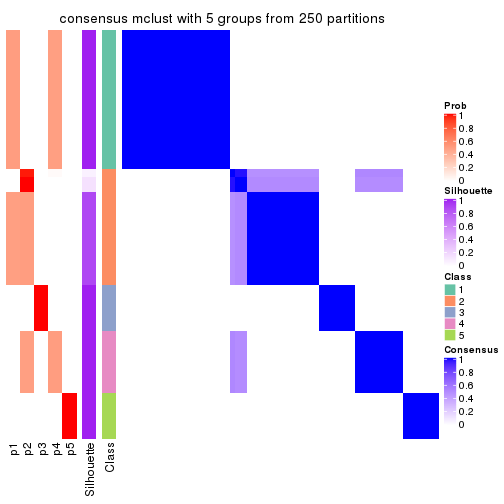 consensus mclust with 5 groups from 250 partitions
Prob
1
0.8
0.6
0.4
0.2
0
Silhouette
1
0.8
0.6
0.4
0.2
0
Class
1
2
3
4
5
Consensus
1
0.8
0.6
0.4
0.2
0
p1
p2
p3
p4
p5
Silhouette
Class